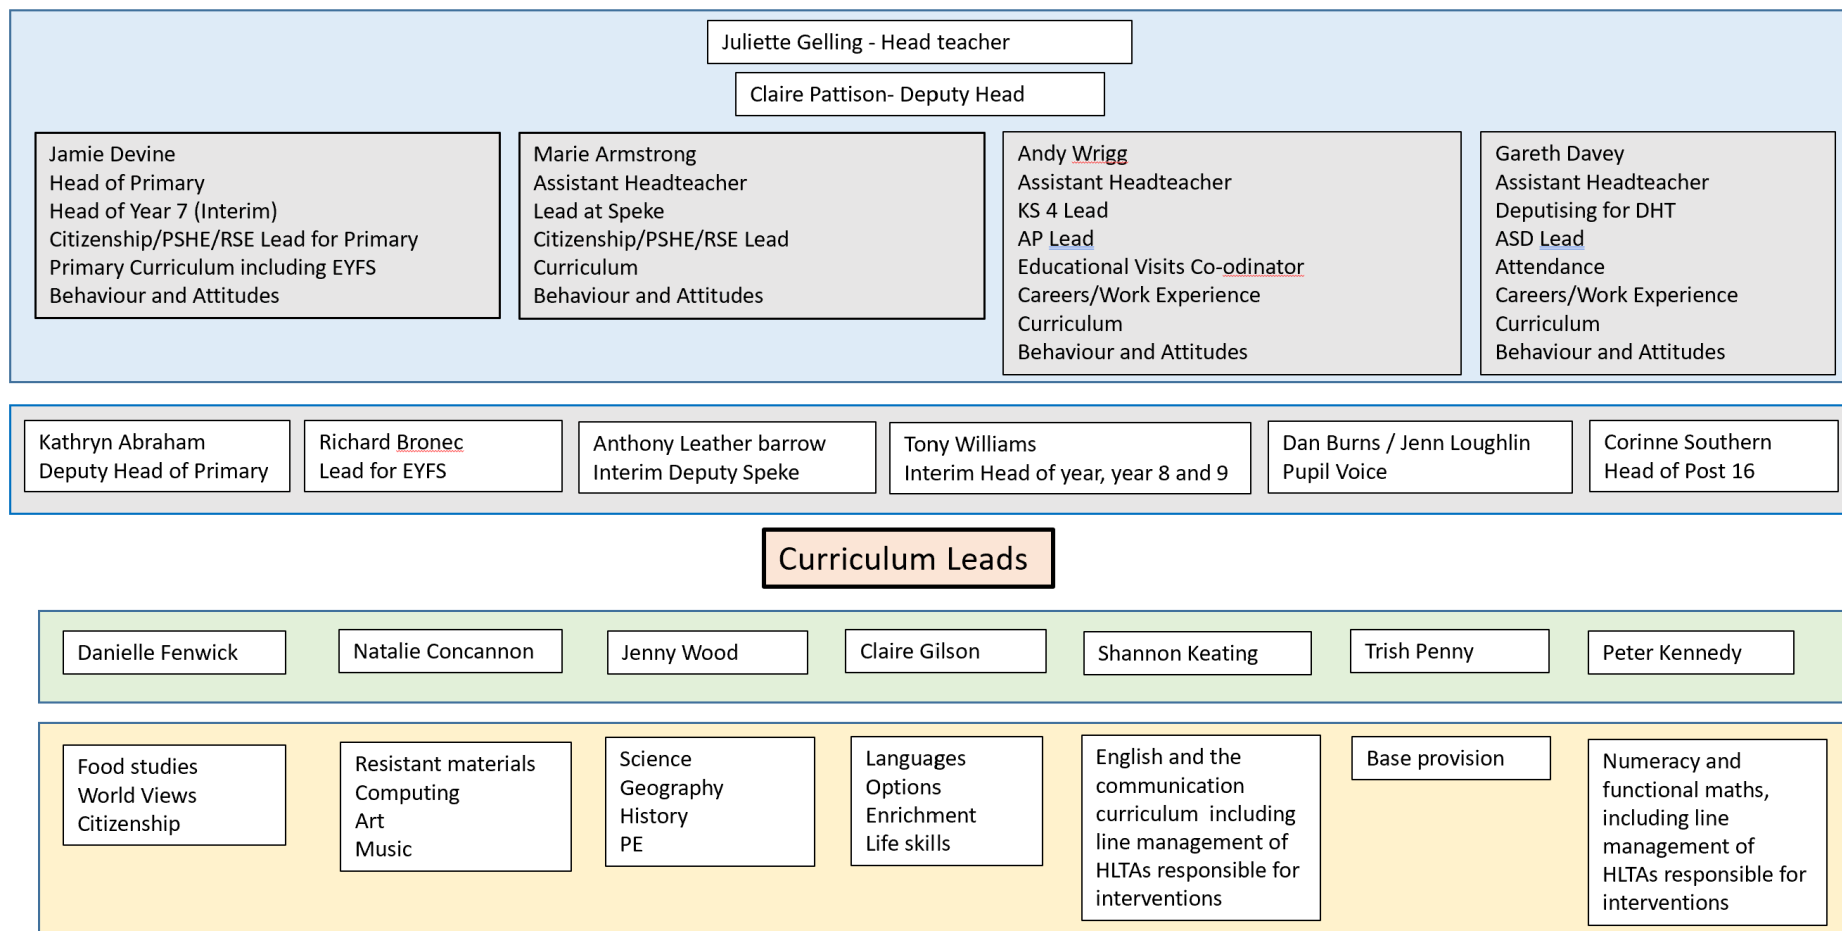 Juliette Gelling - Head teacher
Claire Pattison- Deputy Head
Jamie Devine
Head of Primary
Head of Year 7 (Interim)
Citizenship/PSHE/RSE Lead for Primary
Primary Curriculum including EYFS
Behaviour and Attitudes
Marie Armstrong
Assistant Headteacher
Lead at Speke
Citizenship/PSHE/RSE Lead
Curriculum
Behaviour and Attitudes
Andy Wrigg
Assistant Headteacher
KS 4 Lead
AP Lead
Educational Visits Co-odinator
Careers/Work Experience
Curriculum
Behaviour and Attitudes
Gareth Davey
Assistant Headteacher
Deputising for DHT
ASD Lead
Attendance
Careers/Work Experience
Curriculum
Behaviour and Attitudes
Kathryn Abraham
Deputy Head of Primary
Richard Bronec
Lead for EYFS
Anthony Leather barrow
Interim Deputy Speke
Tony Williams
Interim Head of year, year 8 and 9
Dan Burns / Jenn Loughlin
Pupil Voice
Corinne Southern
Head of Post 16
Curriculum Leads
Danielle Fenwick
Natalie Concannon
Jenny Wood
Claire Gilson
Shannon Keating
Trish Penny
Peter Kennedy
Food studies
World Views
Citizenship
Resistant materials
Computing
Art
Music
Science
Geography
History
PE
Languages
Options
Enrichment
Life skills
English and the
communication
curriculum  including
line management of
HLTAs responsible for
interventions
Base provision
Numeracy and
functional maths,
including line
management of
HLTAs responsible for
interventions